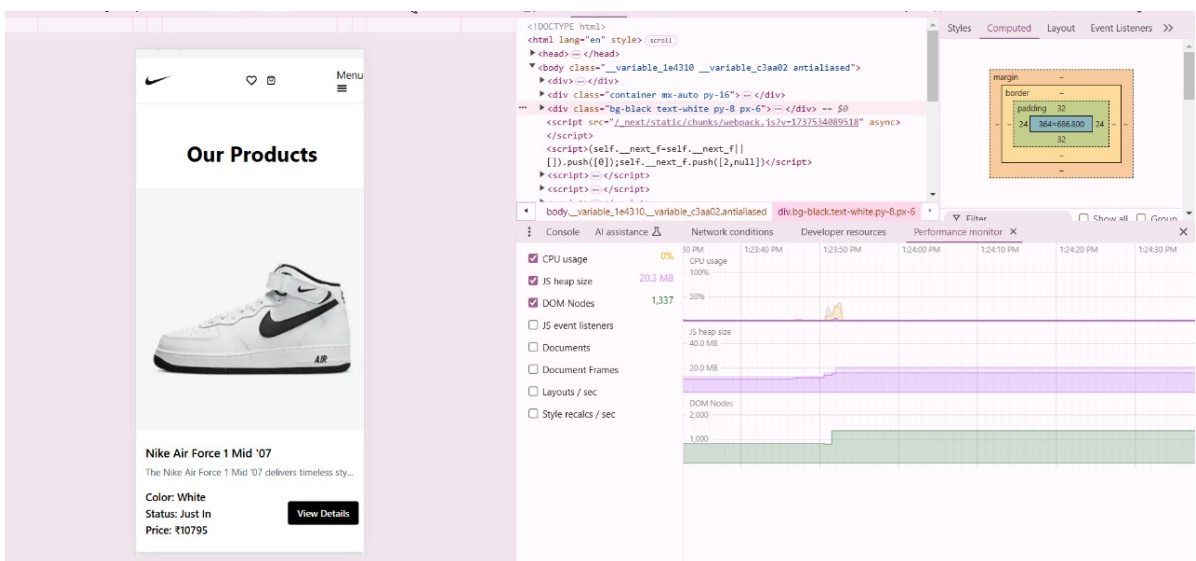 Menu
Our Products
AIR
Nike Air Force 1 Mid '07
The Nike Air Force 1 Mid '07 delivers timeless sty...
Color: White
Status: Just In
Price: ₹10795
View Details
<!DOCTYPE html>
<html lang="en" style> scroll
<head> … </head>
<body class="__variable_1e4310 __variable_c3aa02 antialiased">
<div> … </div>
<div class="container mx-auto py-16"> … </div>
<div class="bg-black text-white py-8 px-6"> … </div> == $0
<script src="/_next/static/chunks/webpack.js?v=1737534089518" async>
</script>
<script>(self.__next_f=self.__next_f||
[]).push([0]);self.__next_f.push([2,null])</script>
<script> … </script>
<script> … </script>
body.__variable_1e4310.__variable_c3aa02.antialiased div.bg-black.text-white.py-8.px-6
Styles Computed Layout Event Listeners
margin –
border –
padding 32
– – 24 364×686.800 24 – –
32
–
–
Filter Show all Group
Console AI assistance Network conditions Developer resources Performance monitor
CPU usage 0%
JS heap size 20.3 MB
DOM Nodes 1,337
JS event listeners
Documents
Document Frames
Layouts / sec
Style recalcs / sec
30 PM 1:23:40 PM 1:23:50 PM 1:24:00 PM 1:24:10 PM 1:24:20 PM 1:24:30 PM
CPU usage
100%
50%
JS heap size
40.0 MB
20.0 MB
DOM Nodes
2,000
1,000